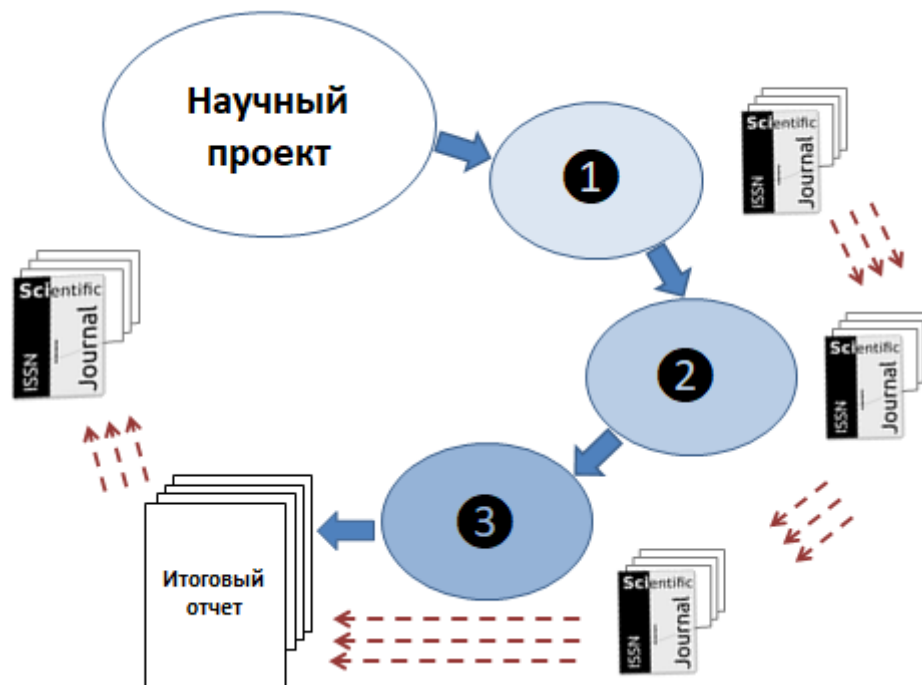 Научный
проект
1
Scientific
ISSN
Journal
2
Scientific
ISSN
Journal
Scientific
ISSN
Journal
3
Итоговый
отчет
Scientific
ISSN
Journal